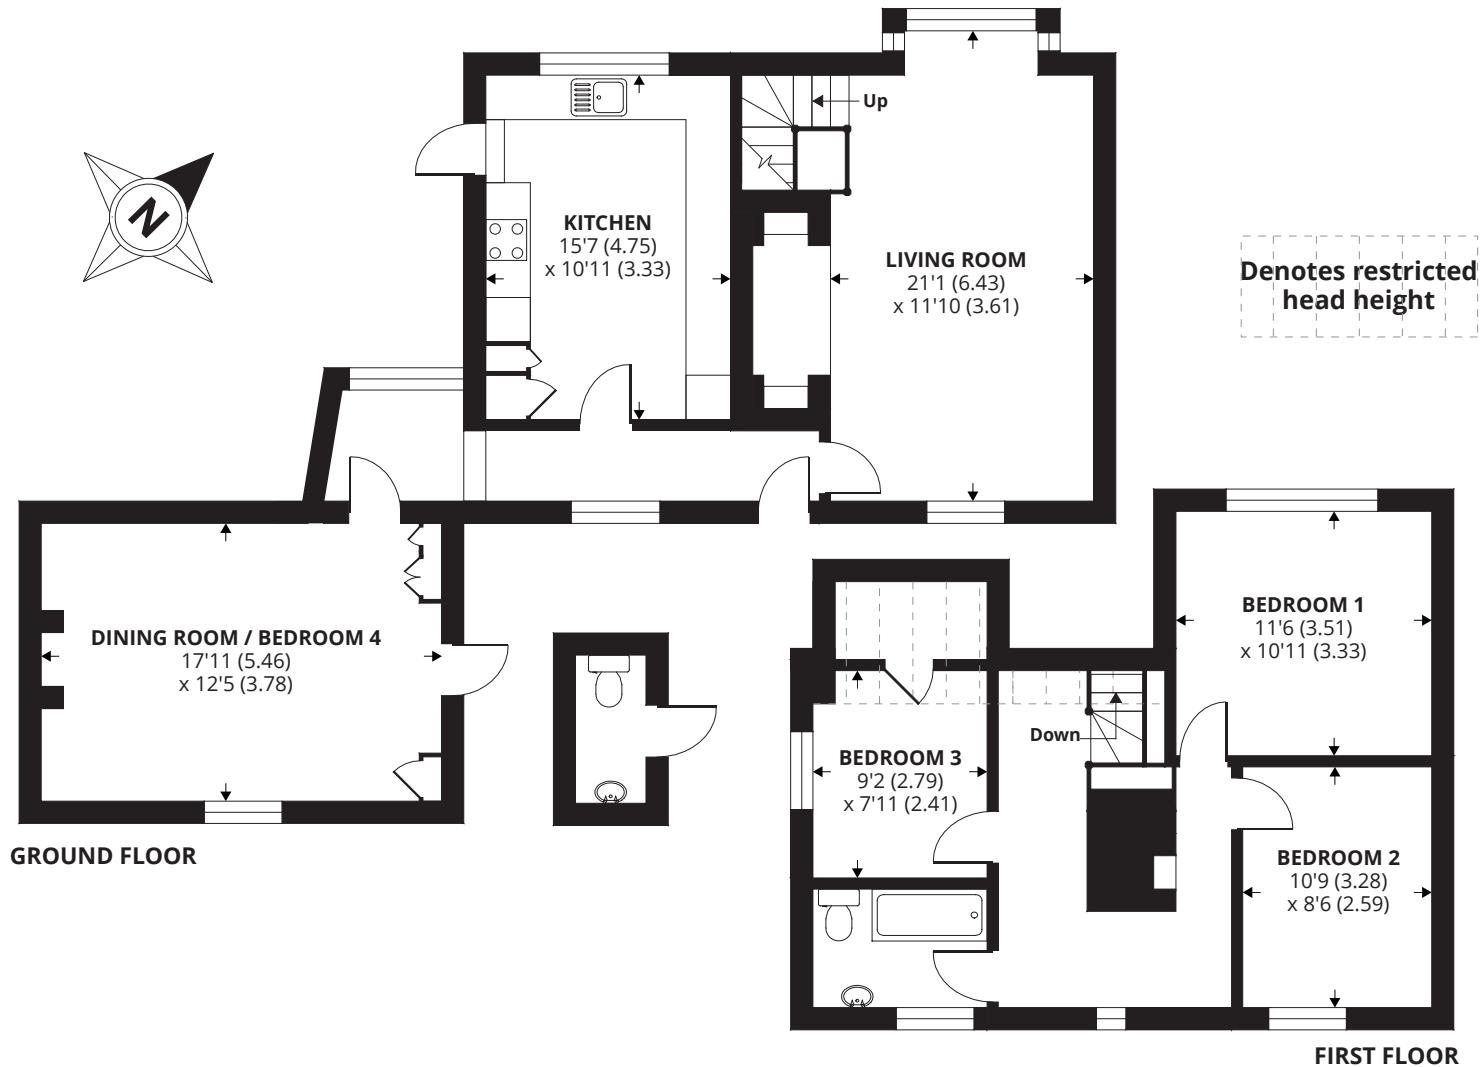 Up
N
KITCHEN
15'7 (4.75)
x 10'11 (3.33)
LIVING ROOM
21'1 (6.43)
x 11'10 (3.61)
Denotes restricted
head height
DINING ROOM / BEDROOM 4
17'11 (5.46)
x 12'5 (3.78)
GROUND FLOOR
BEDROOM 1
11'6 (3.51)
x 10'11 (3.33)
Down
BEDROOM 3
9'2 (2.79)
x 7'11 (2.41)
BEDROOM 2
10'9 (3.28)
x 8'6 (2.59)
FIRST FLOOR